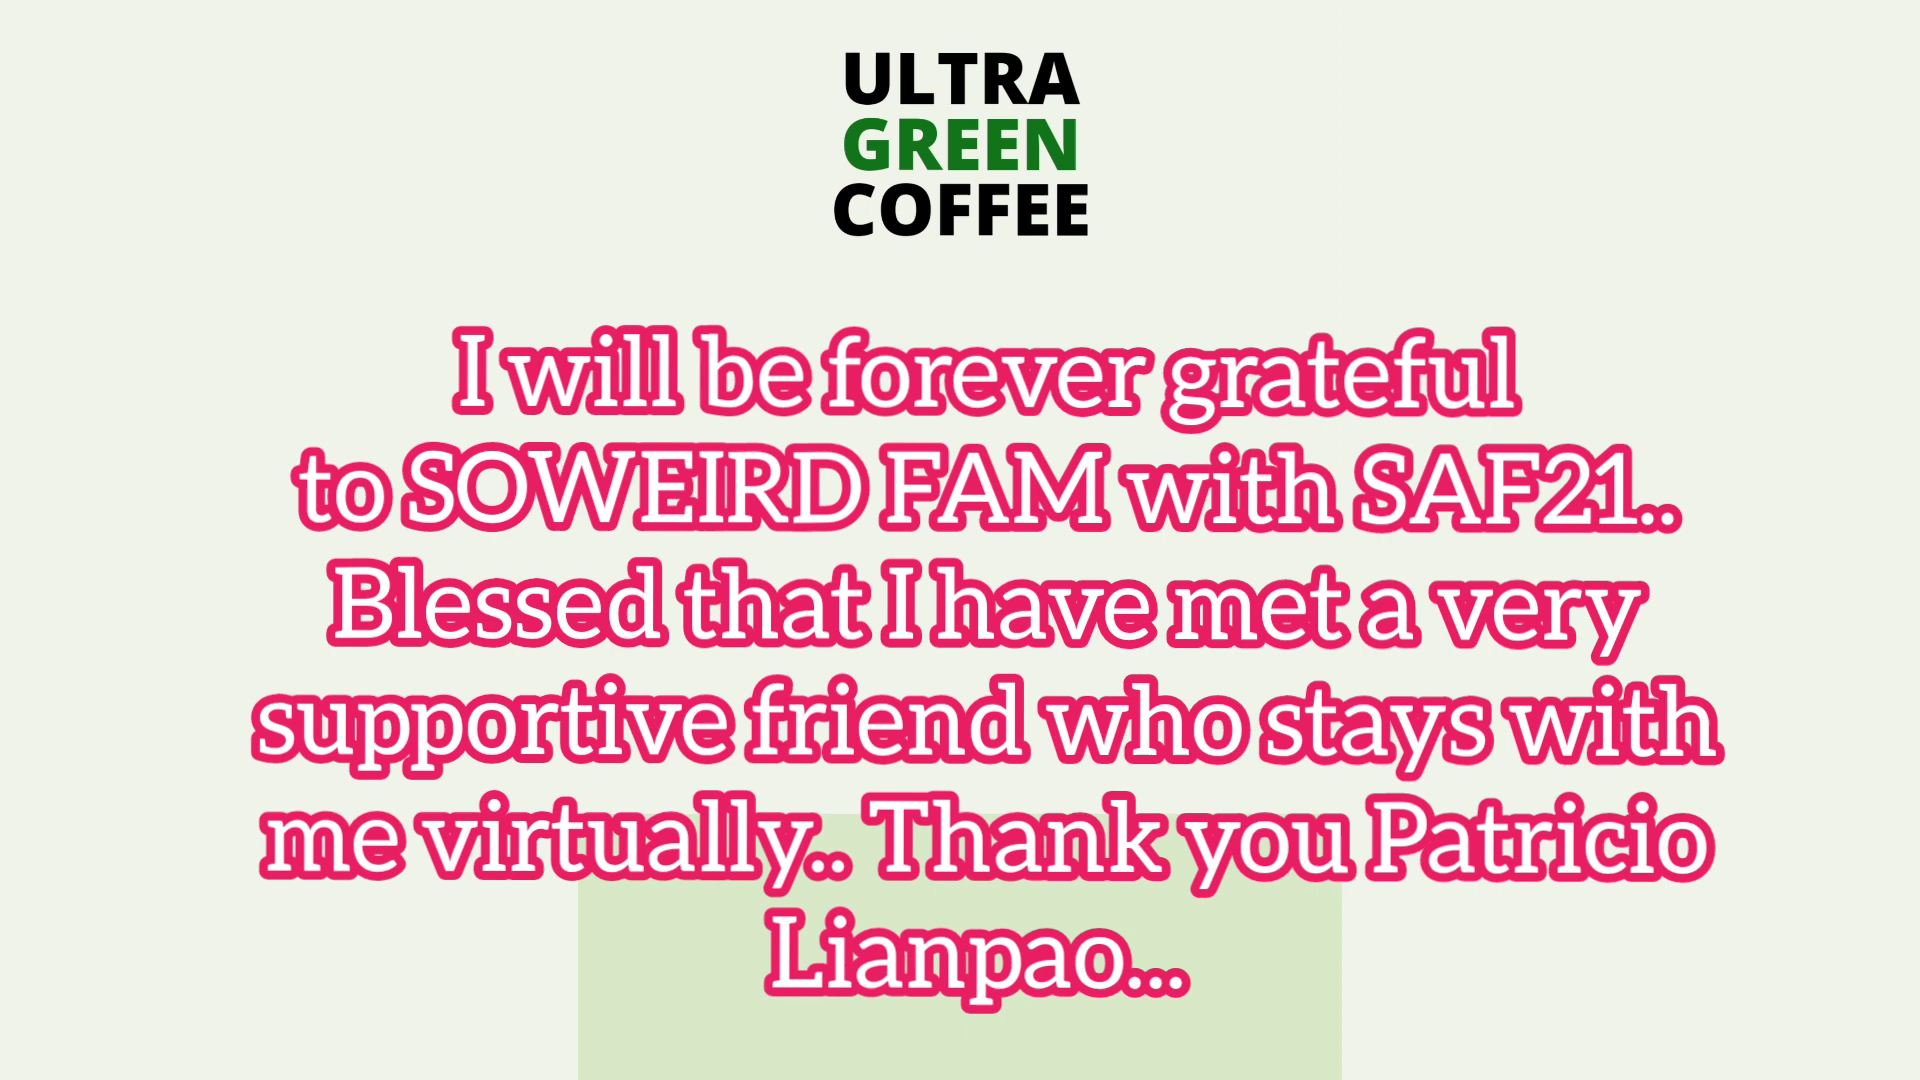 ULTRA
GREEN
COFFEE
I will be forever grateful
to SOWEIRD FAM with SAF21..
Blessed that I have met a very
supportive friend who stays with
me virtually.. Thank you Patricio
Lianpao...